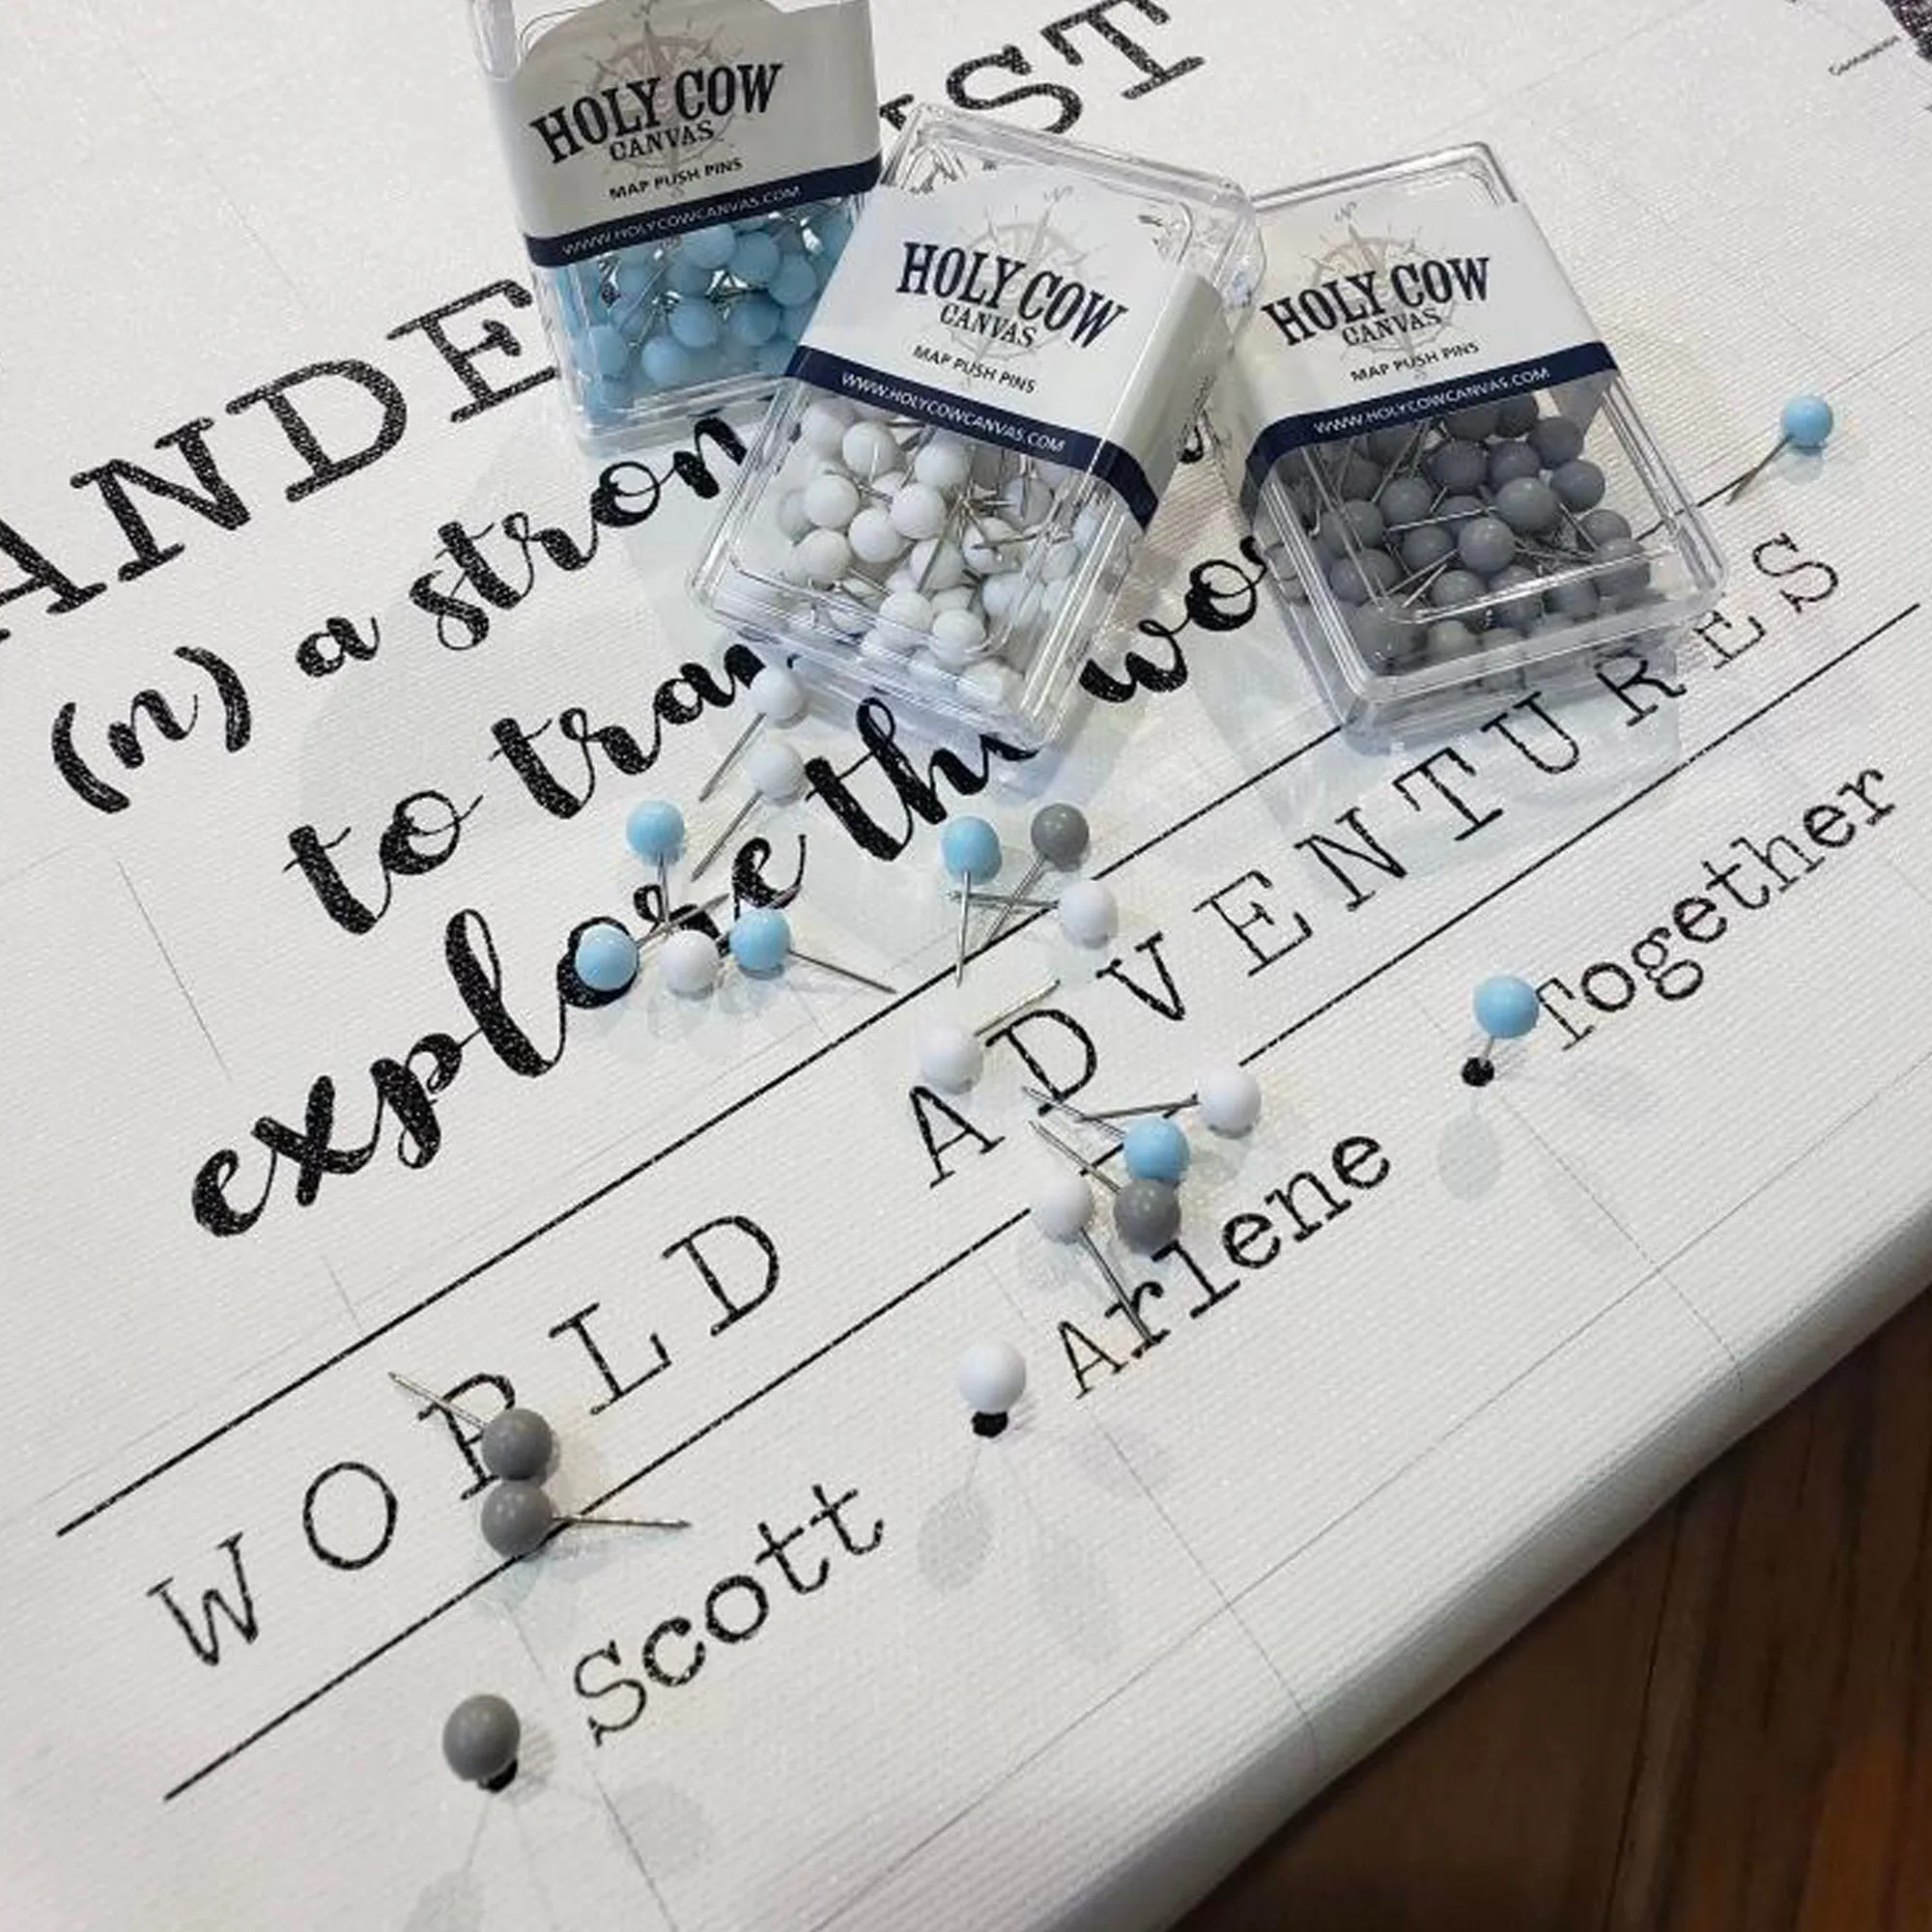 HOLY COW
CANVAS
MAP PUSH PINS
WWW.HOLYCOWCANVAS.COM
HOLY COW
CANVAS
MAP PUSH PINS
WWW.HOLYCOWCANVAS.COM
HOLY COW
CANVAS
MAP PUSH PINS
WWW.HOLYCOWCANVAS.COM
ANDE ST
(n) a stron
to tra
explore th wo
WORLD ADVENTURES
Scott
Arlene
Together